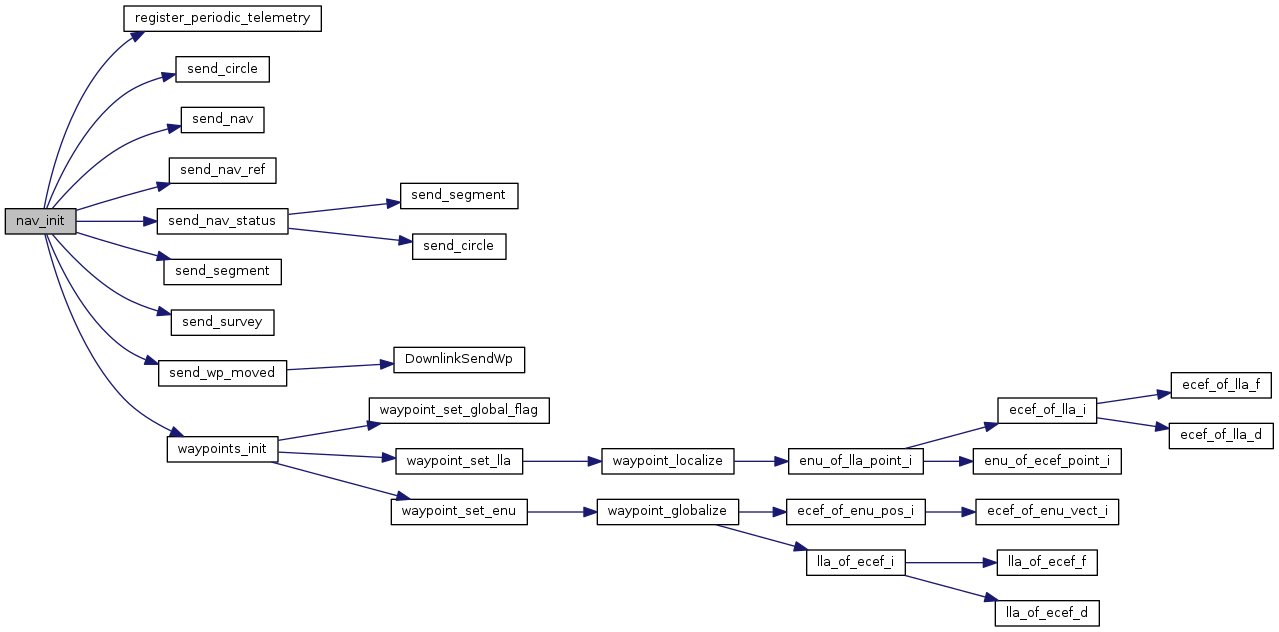 register_periodic_telemetry
send_circle
send_nav
send_nav_ref
nav_init
send_nav_status
send_segment
send_circle
send_segment
send_survey
send_wp_moved
DownlinkSendWp
waypoints_init
waypoint_set_global_flag
waypoint_set_lla
waypoint_localize
enu_of_lla_point_i
ecef_of_lla_i
ecef_of_lla_f
ecef_of_lla_d
enu_of_ecef_point_i
waypoint_set_enu
waypoint_globalize
ecef_of_enu_pos_i
ecef_of_enu_vect_i
lla_of_ecef_i
lla_of_ecef_f
lla_of_ecef_d